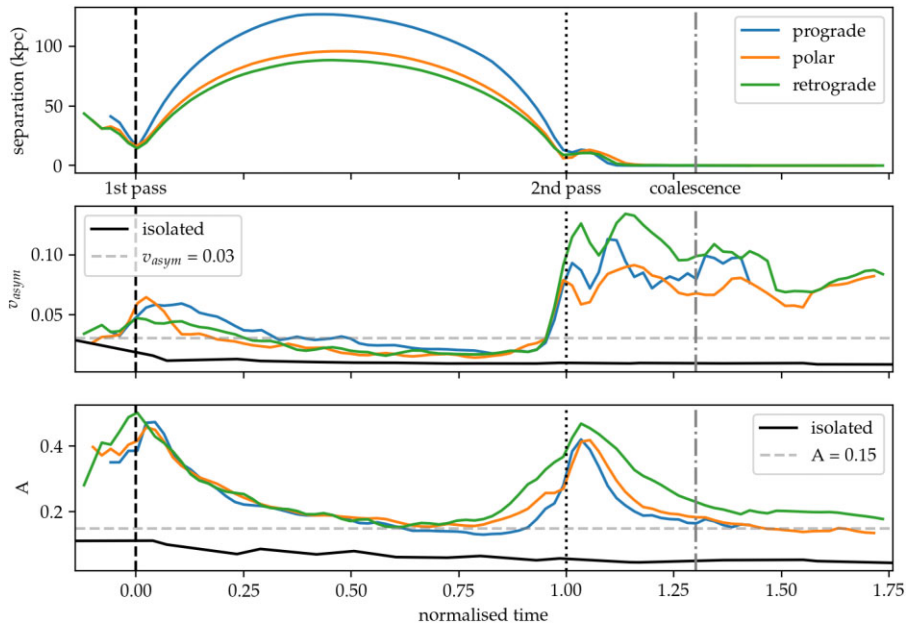 separation (kpc)
100
50
0
prograde
polar
retrograde
1st pass
2nd pass
coalescence
v_asym
0.10
0.05
isolated
v_asym = 0.03
A
0.4
0.2
isolated
A = 0.15
0.00 0.25 0.50 0.75 1.00 1.25 1.50 1.75
normalised time